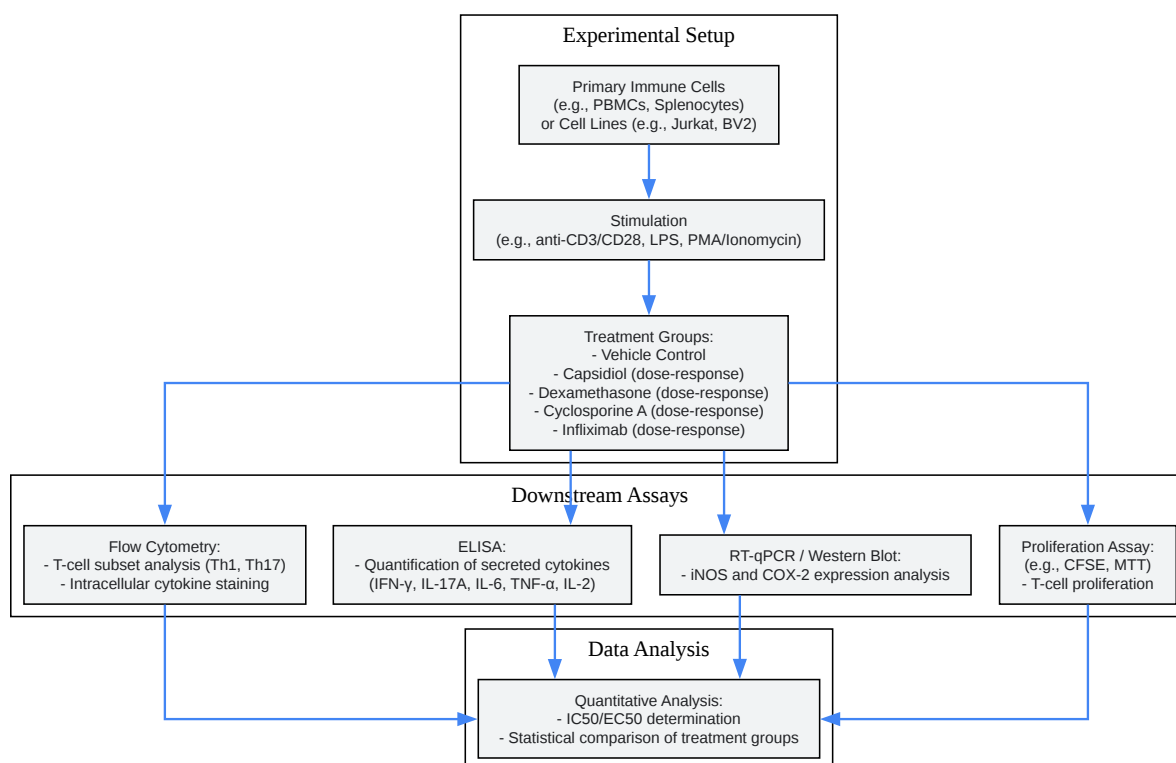 Experimental Setup
Primary Immune Cells
(e.g., PBMCs, Splenocytes)
or Cell Lines (e.g., Jurkat, BV2)
Stimulation
(e.g., anti-CD3/CD28, LPS, PMA/Ionomycin)
Treatment Groups:
- Vehicle Control
- Capsidiol (dose-response)
- Dexamethasone (dose-response)
- Cyclosporine A (dose-response)
- Infliximab (dose-response)
Downstream Assays
Flow Cytometry:
- T-cell subset analysis (Th1, Th17)
- Intracellular cytokine staining
ELISA:
- Quantification of secreted cytokines
(IFN-γ, IL-17A, IL-6, TNF-α, IL-2)
RT-qPCR / Western Blot:
- iNOS and COX-2 expression analysis
Proliferation Assay:
(e.g., CFSE, MTT)
- T-cell proliferation
Data Analysis
Quantitative Analysis:
- IC50/EC50 determination
- Statistical comparison of treatment groups